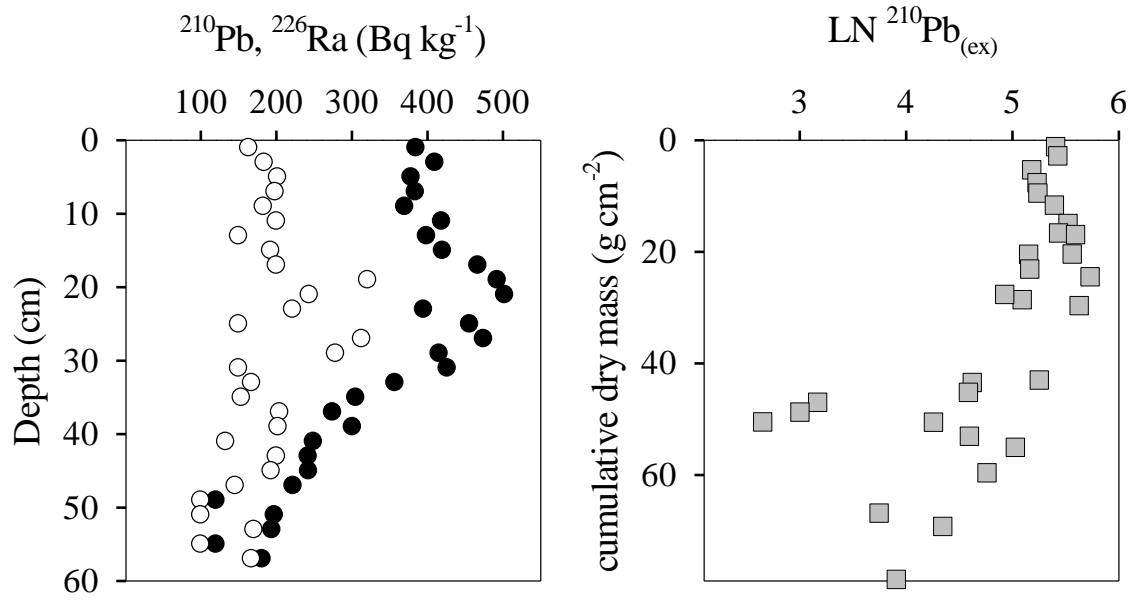 ²¹⁰Pb, ²²⁶Ra (Bq kg⁻¹)
100 200 300 400 500
0
10
20
30
40
50
60
Depth (cm)
LN ²¹⁰Pb₍ₑₓ₎
3 4 5 6
0
20
40
60
cumulative dry mass (g cm⁻²)